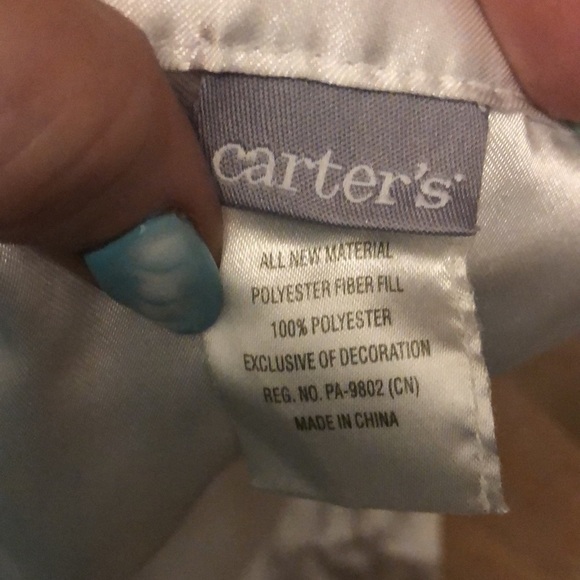 carter's
ALL NEW MATERIAL
POLYESTER FIBER FILL
100% POLYESTER
EXCLUSIVE OF DECORATION
REG. NO. PA-9802 (CN)
MADE IN CHINA